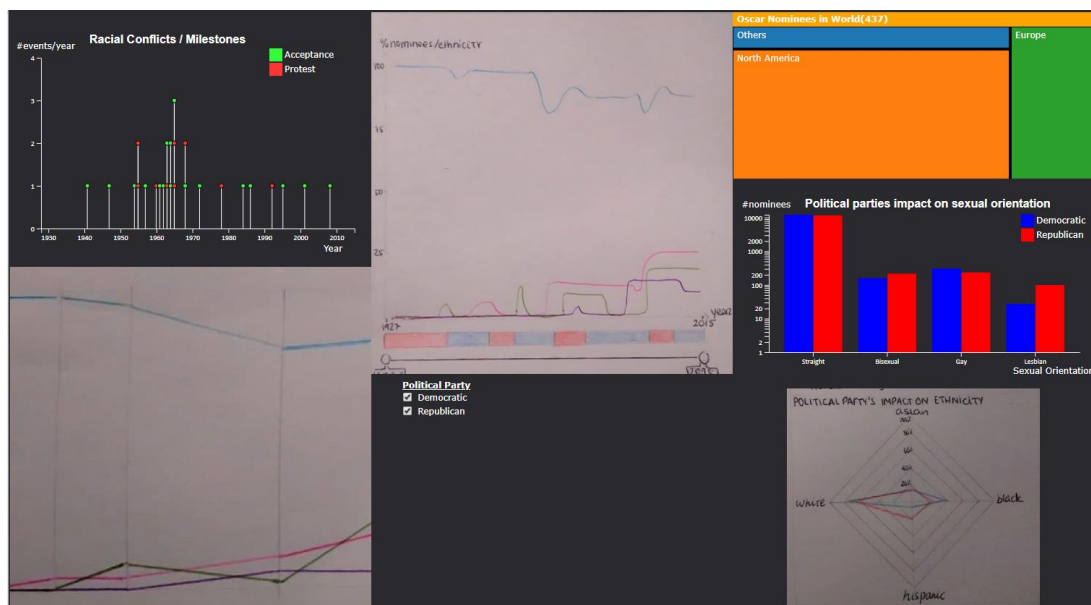 Racial Conflicts / Milestones
#events/year
Acceptance
Protest
4
3
2
1
0
1930 1940 1950 1960 1970 1980 1990 2000 2010
Year
% nominees/ethnicity
100
75
50
25
1927
2015
year
Political Party
Democratic
Republican
Oscar Nominees in World(437)
Others
North America
Europe
#nominees
Political parties impact on sexual orientation
Democratic
Republican
10000
2000
1000
200
100
20
10
2
1
Straight Bisexual Gay Lesbian
Sexual Orientation
POLITICAL PARTY'S IMPACT ON ETHNICITY
asian
white
black
hispanic